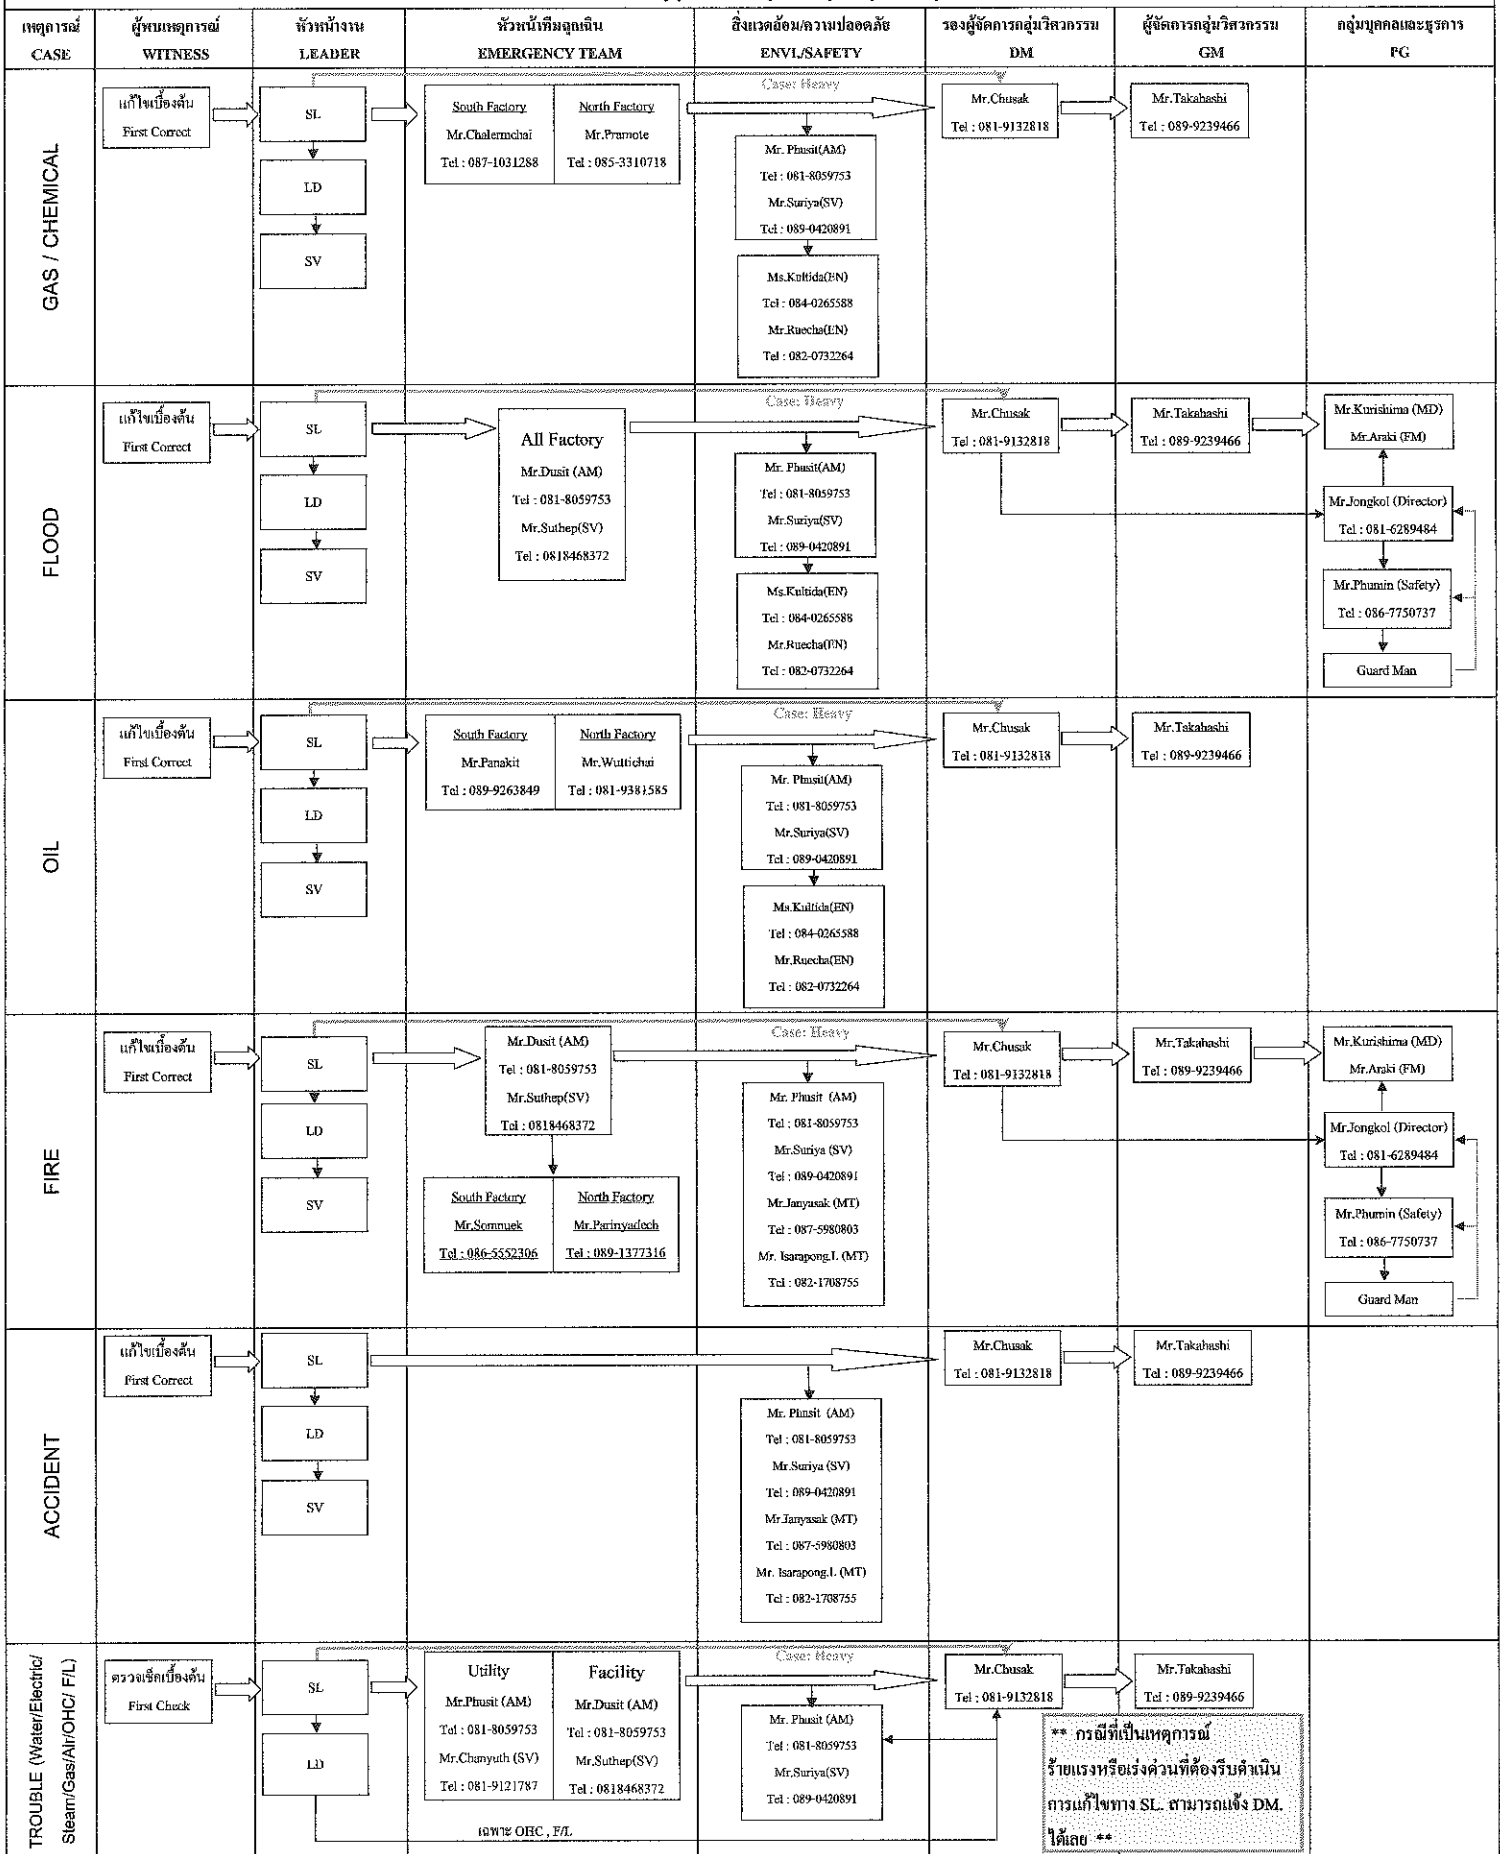 เหตุการณ์
CASE
ผู้พบเหตุการณ์
WITNESS
หัวหน้างาน
LEADER
หัวหน้าทีมฉุกเฉิน
EMERGENCY TEAM
สิ่งแวดล้อม/ความปลอดภัย
ENVI./SAFETY
รองผู้จัดการกลุ่มวิศวกรรม
DM
ผู้จัดการกลุ่มวิศวกรรม
GM
กลุ่มบุคคลและธุรการ
PG
GAS / CHEMICAL
แก้ไขเบื้องต้น
First Correct
SL
LD
SV
South Factory
Mr.Chalermchai
Tel : 087-1031288
North Factory
Mr.Pramote
Tel : 085-3310718
Case: Heavy
Mr. Phusit(AM)
Tel : 081-8059753
Mr.Suriya(SV)
Tel : 089-0420891
Ms.Kultida(EN)
Tel : 084-0265588
Mr.Ruecha(EN)
Tel : 082-0732264
Mr.Chusak
Tel : 081-9132818
Mr.Takahashi
Tel : 089-9239466
FLOOD
แก้ไขเบื้องต้น
First Correct
SL
LD
SV
All Factory
Mr.Dusit (AM)
Tel : 081-8059753
Mr.Suthep(SV)
Tel : 0818468372
Case: Heavy
Mr. Phusit(AM)
Tel : 081-8059753
Mr.Suriya(SV)
Tel : 089-0420891
Ms.Kultida(EN)
Tel : 084-0265588
Mr.Ruecha(EN)
Tel : 082-0732264
Mr.Chusak
Tel : 081-9132818
Mr.Takahashi
Tel : 089-9239466
Mr.Kurishima (MD)
Mr.Araki (FM)
Mr.Jongkol (Director)
Tel : 081-6289484
Mr.Phumin (Safety)
Tel : 086-7750737
Guard Man
OIL
แก้ไขเบื้องต้น
First Correct
SL
LD
SV
South Factory
Mr.Panakit
Tel : 089-9263849
North Factory
Mr.Wuttichai
Tel : 081-9381585
Case: Heavy
Mr. Phusit(AM)
Tel : 081-8059753
Mr.Suriya(SV)
Tel : 089-0420891
Ms.Kultida(EN)
Tel : 084-0265588
Mr.Ruecha(EN)
Tel : 082-0732264
Mr.Chusak
Tel : 081-9132818
Mr.Takahashi
Tel : 089-9239466
FIRE
แก้ไขเบื้องต้น
First Correct
SL
LD
SV
Mr.Dusit (AM)
Tel : 081-8059753
Mr.Suthep(SV)
Tel : 0818468372
South Factory
Mr.Somnuek
Tel : 086-5552306
North Factory
Mr.Parinyadech
Tel : 089-1377316
Case: Heavy
Mr. Phusit (AM)
Tel : 081-8059753
Mr.Suriya (SV)
Tel : 089-0420891
Mr.Janyasak (MT)
Tel : 087-5980803
Mr. Isarapong.I. (MT)
Tel : 082-1708755
Mr.Chusak
Tel : 081-9132818
Mr.Takahashi
Tel : 089-9239466
Mr.Kurishima (MD)
Mr.Araki (FM)
Mr.Jongkol (Director)
Tel : 081-6289484
Mr.Phumin (Safety)
Tel : 086-7750737
Guard Man
ACCIDENT
แก้ไขเบื้องต้น
First Correct
SL
LD
SV
Mr. Phusit (AM)
Tel : 081-8059753
Mr.Suriya (SV)
Tel : 089-0420891
Mr.Janyasak (MT)
Tel : 087-5980803
Mr. Isarapong.I. (MT)
Tel : 082-1708755
Mr.Chusak
Tel : 081-9132818
Mr.Takahashi
Tel : 089-9239466
TROUBLE (Water/Electric/
Steam/Gas/Air/OHC/ F/L)
ตรวจเช็คเบื้องต้น
First Check
SL
LD
Utility
Mr.Phusit (AM)
Tel : 081-8059753
Mr.Chanyuth (SV)
Tel : 081-9121787
Facility
Mr.Dusit (AM)
Tel : 081-8059753
Mr.Suthep(SV)
Tel : 0818468372
เฉพาะ OHC , F/L
Case: Heavy
Mr. Phusit (AM)
Tel : 081-8059753
Mr.Suriya(SV)
Tel : 089-0420891
Mr.Chusak
Tel : 081-9132818
Mr.Takahashi
Tel : 089-9239466
** กรณีที่เป็นเหตุการณ์
ร้ายแรงหรือเร่งด่วนที่ต้องรีบดำเนิน
การแก้ไขทาง SL. สามารถแจ้ง DM.
ได้เลย **